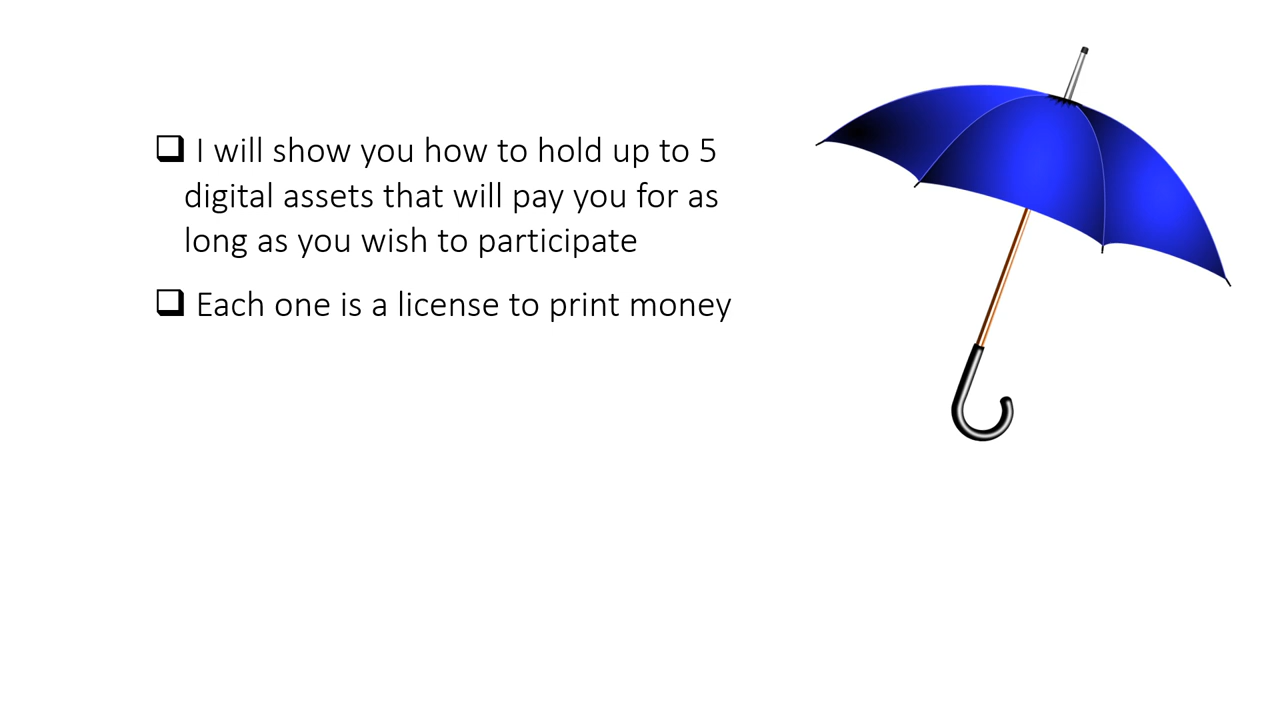 ❑ I will show you how to hold up to 5
digital assets that will pay you for as
long as you wish to participate
❑ Each one is a license to print money